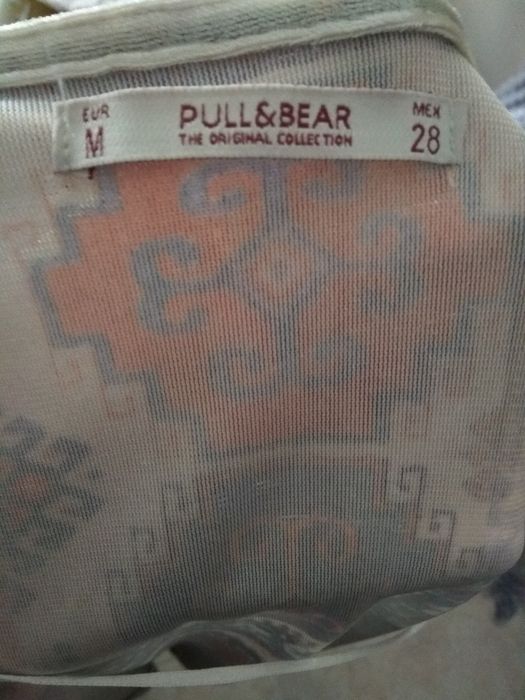 EUR
M
PULL&BEAR
THE ORIGINAL COLLECTION
MEX
28